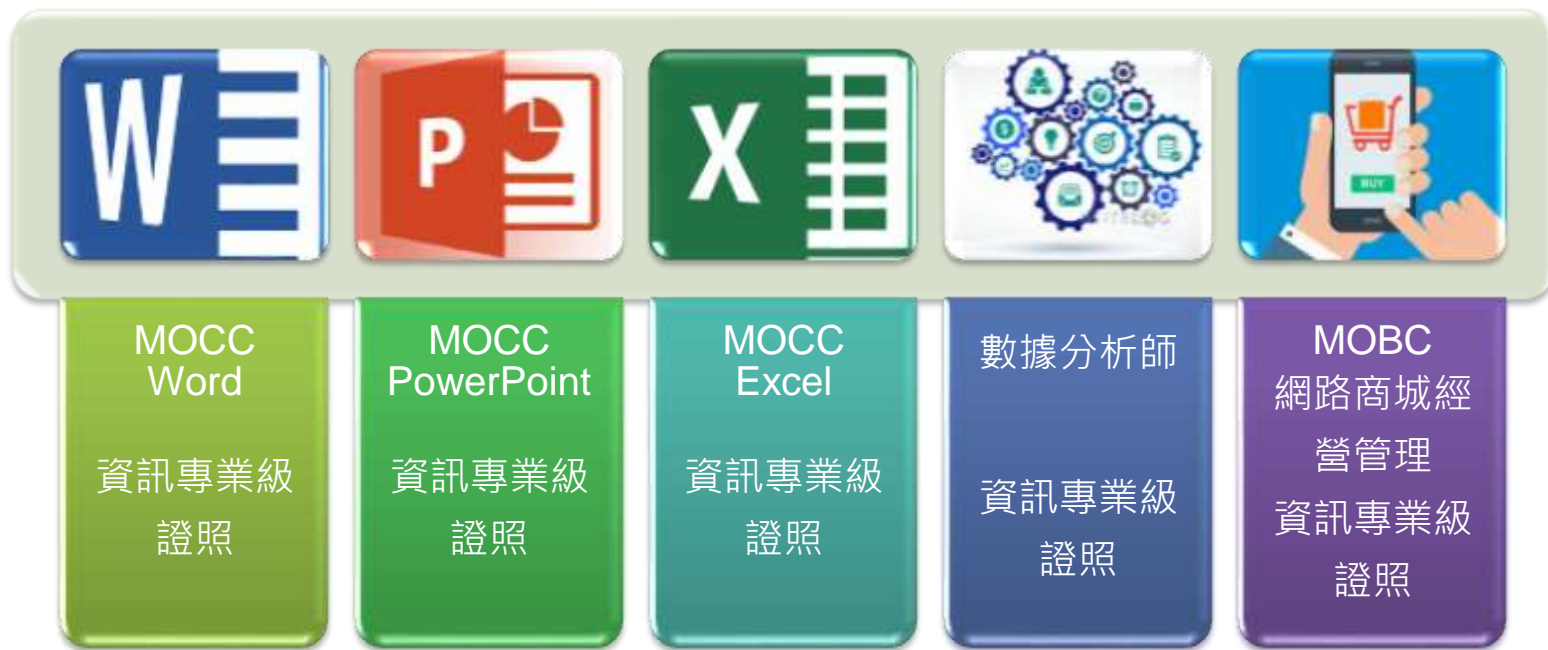 W
P
X
BUY
MOCC
Word
資訊專業級
證照
MOCC
PowerPoint
資訊專業級
證照
MOCC
Excel
資訊專業級
證照
數據分析師
資訊專業級
證照
MOBC
網路商城經
營管理
資訊專業級
證照